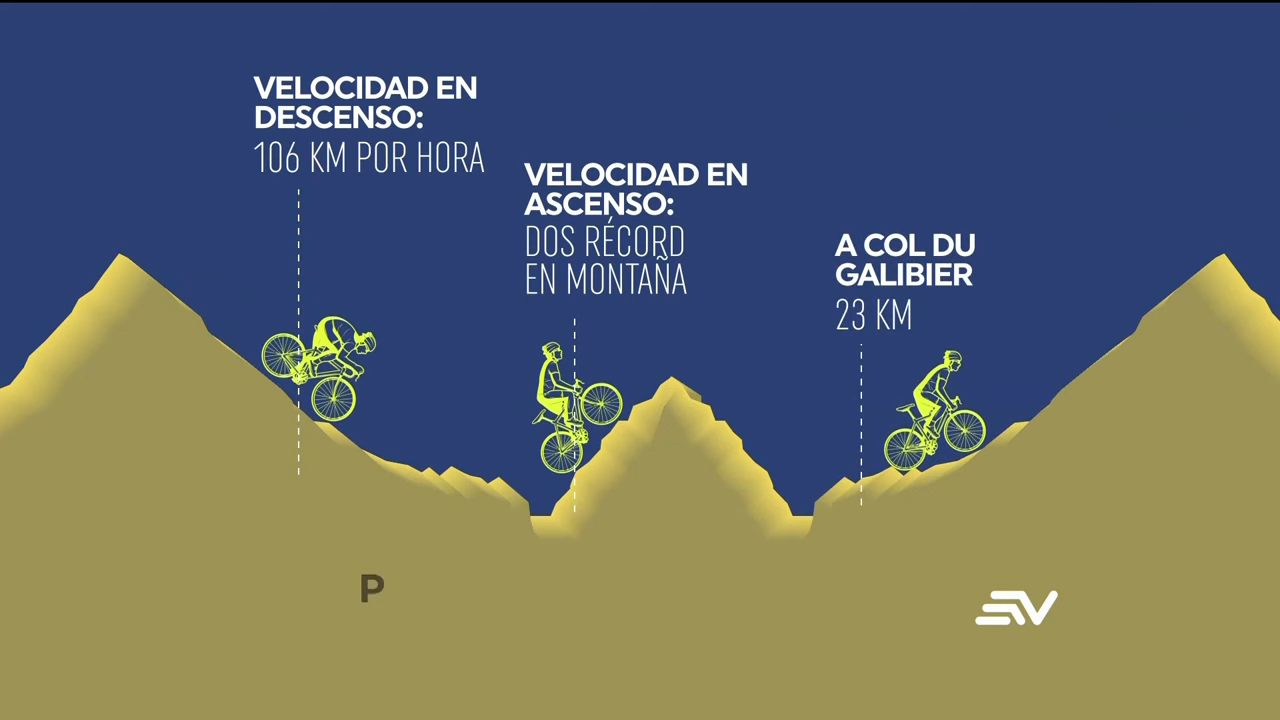 VELOCIDAD EN
DESCENSO:
106 KM POR HORA
VELOCIDAD EN
ASCENSO:
DOS RÉCORD
EN MONTAÑA
A COL DU
GALIBIER
23 KM
P